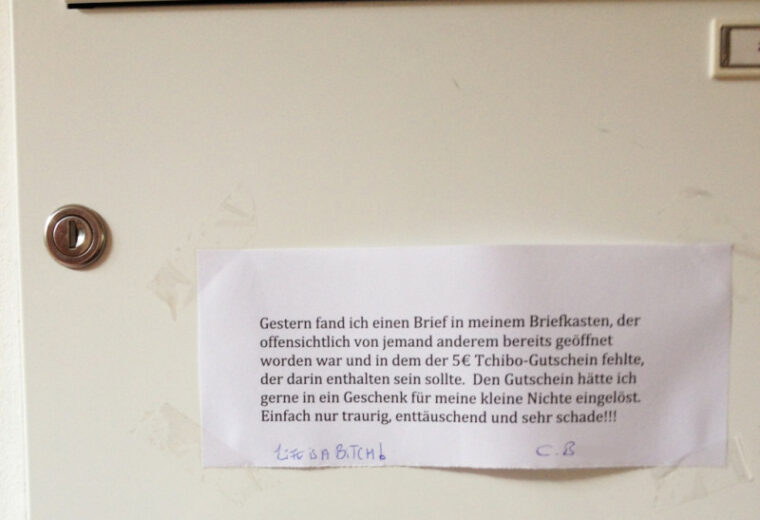 Gestern fand ich einen Brief in meinem Briefkasten, der
offensichtlich von jemand anderem bereits geöffnet
worden war und in dem der 5€ Tchibo-Gutschein fehlte,
der darin enthalten sein sollte. Den Gutschein hätte ich
gerne in ein Geschenk für meine kleine Nichte eingelöst.
Einfach nur traurig, enttäuschend und sehr schade!!!
LiFE iS A BiTCH! C.B